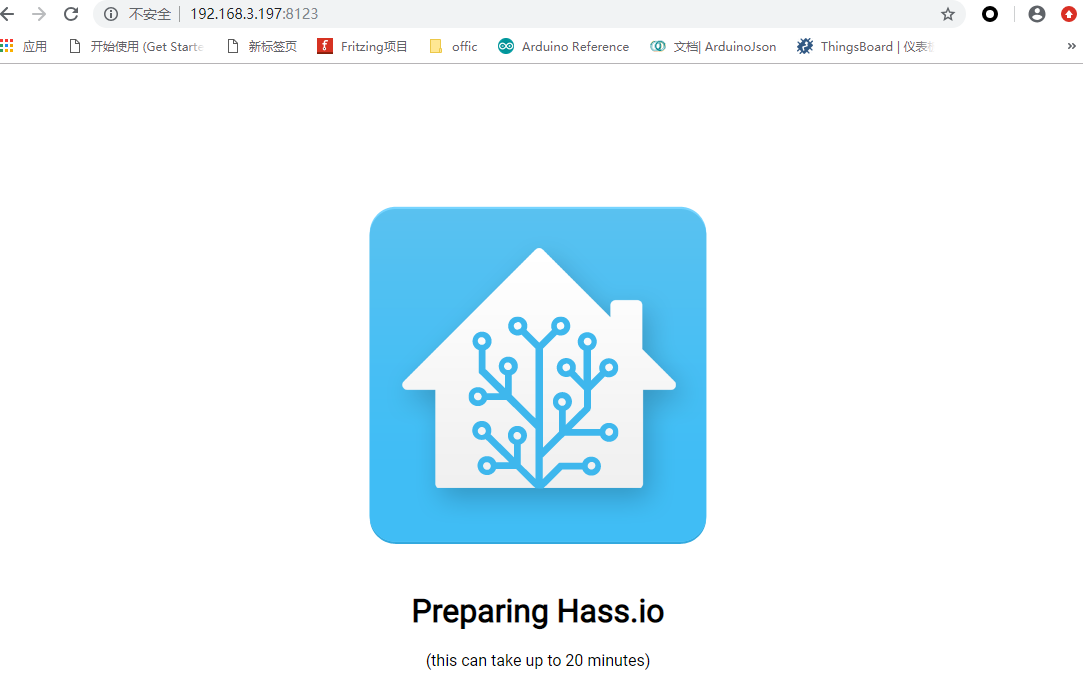 不安全 192.168.3.197:8123
应用 开始使用 (Get Starte 新标签页 Fritzing项目 offic Arduino Reference 文档| ArduinoJson ThingsBoard | 仪表 »
Preparing Hass.io
(this can take up to 20 minutes)